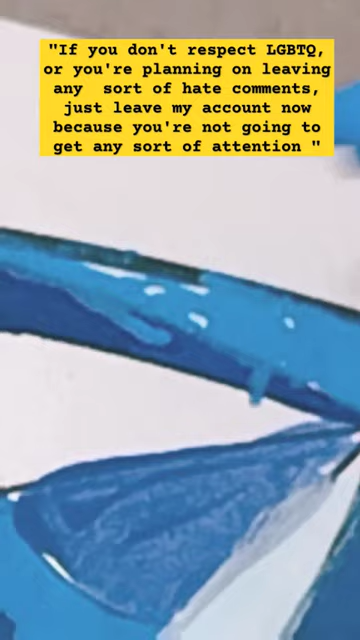 "If you don't respect LGBTQ,
or you're planning on leaving
any  sort of hate comments,
just leave my account now
because you're not going to
get any sort of attention "